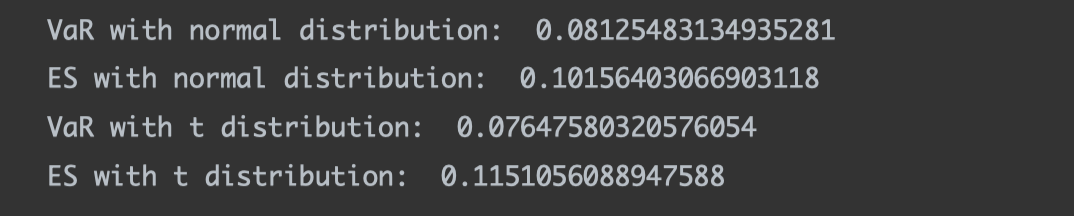 VaR with normal distribution:  0.08125483134935281
ES with normal distribution:  0.10156403066903118
VaR with t distribution:  0.07647580320576054
ES with t distribution:  0.1151056088947588